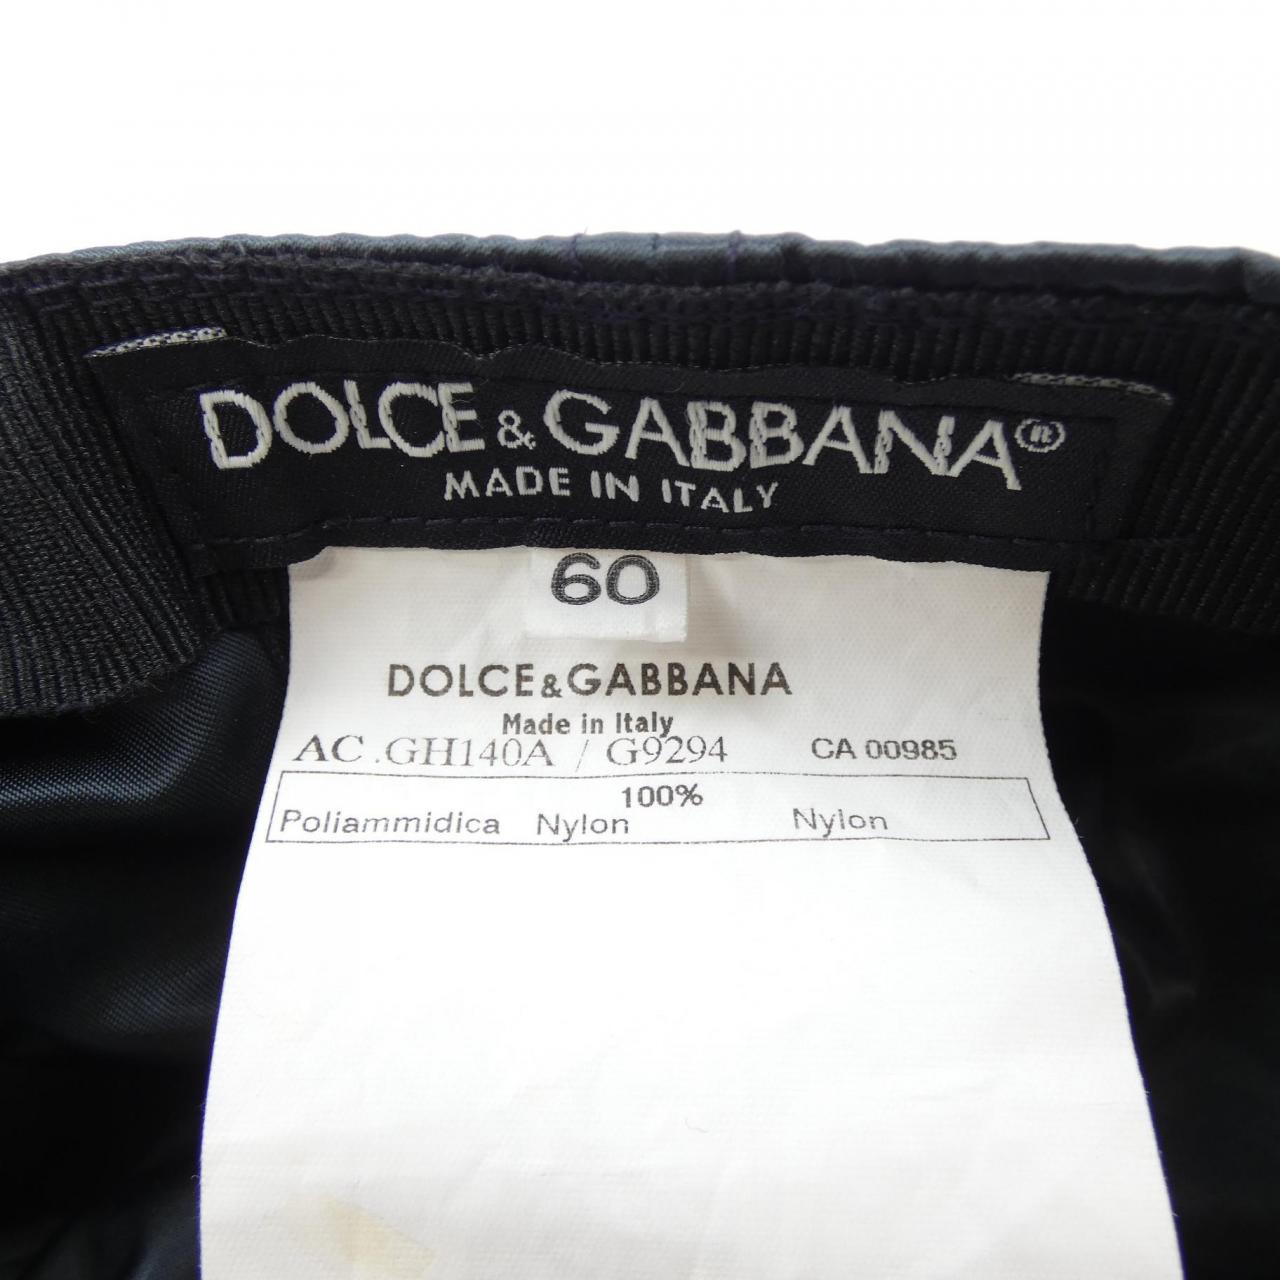 DOLCE & GABBANA®
MADE IN ITALY
60
DOLCE&GABBANA
Made in Italy
AC.GH140A / G9294 CA 00985
100%
Poliammidica Nylon Nylon